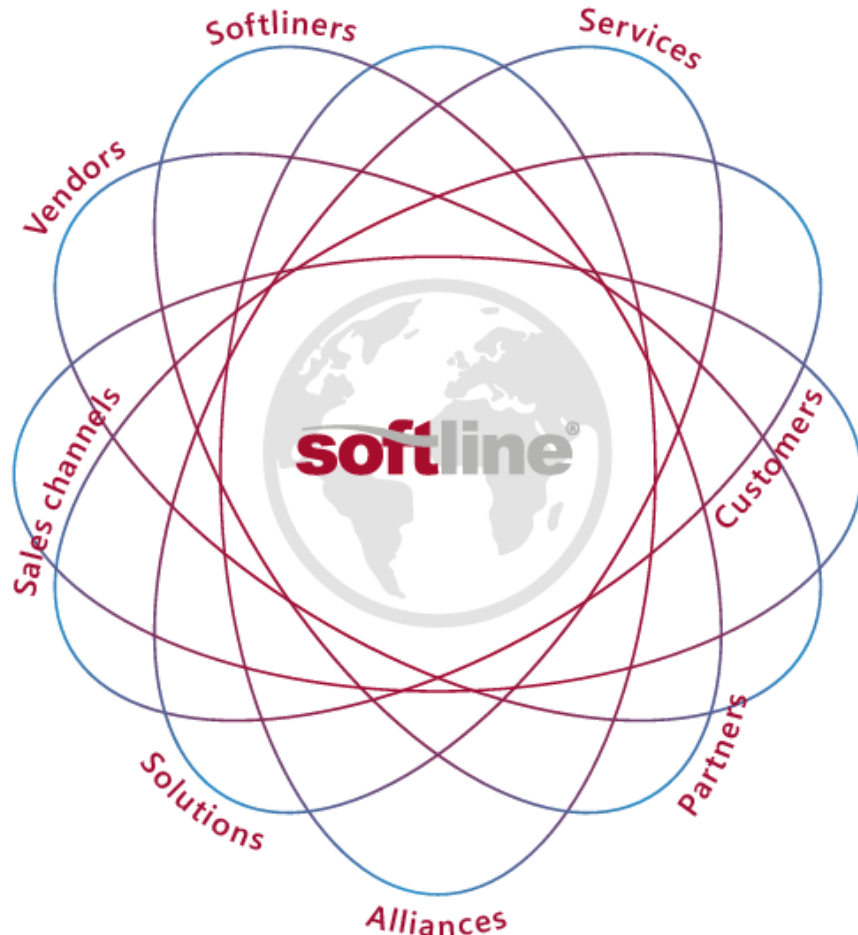 Softliners
Services
Vendors
Sales channels
softline®
Customers
Partners
Solutions
Alliances